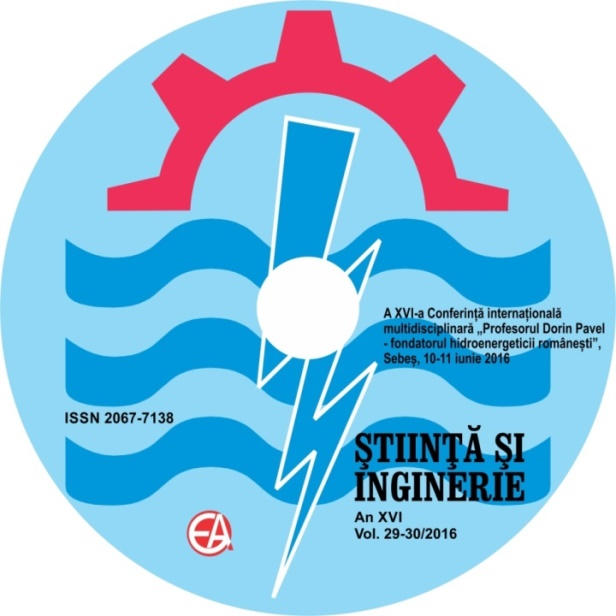 A XVI-a Conferință internațională
multidisciplinară „Profesorul Dorin Pavel
- fondatorul hidroenergeticii românești”,
Sebeș, 10-11 iunie 2016
ISSN 2067-7138
ŞTIINŢĂ ŞI
INGINERIE
An XVI
Vol. 29-30/2016
EA